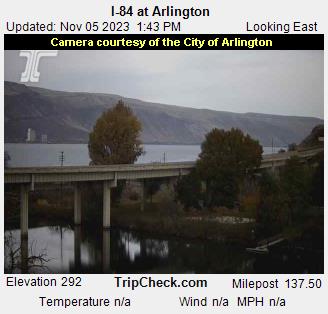 I-84 at Arlington
Updated: Nov 05 2023 1:43 PM Looking East
Camera courtesy of the City of Arlington
Elevation 292 TripCheck.com Milepost 137.50
Temperature n/a Wind n/a MPH n/a